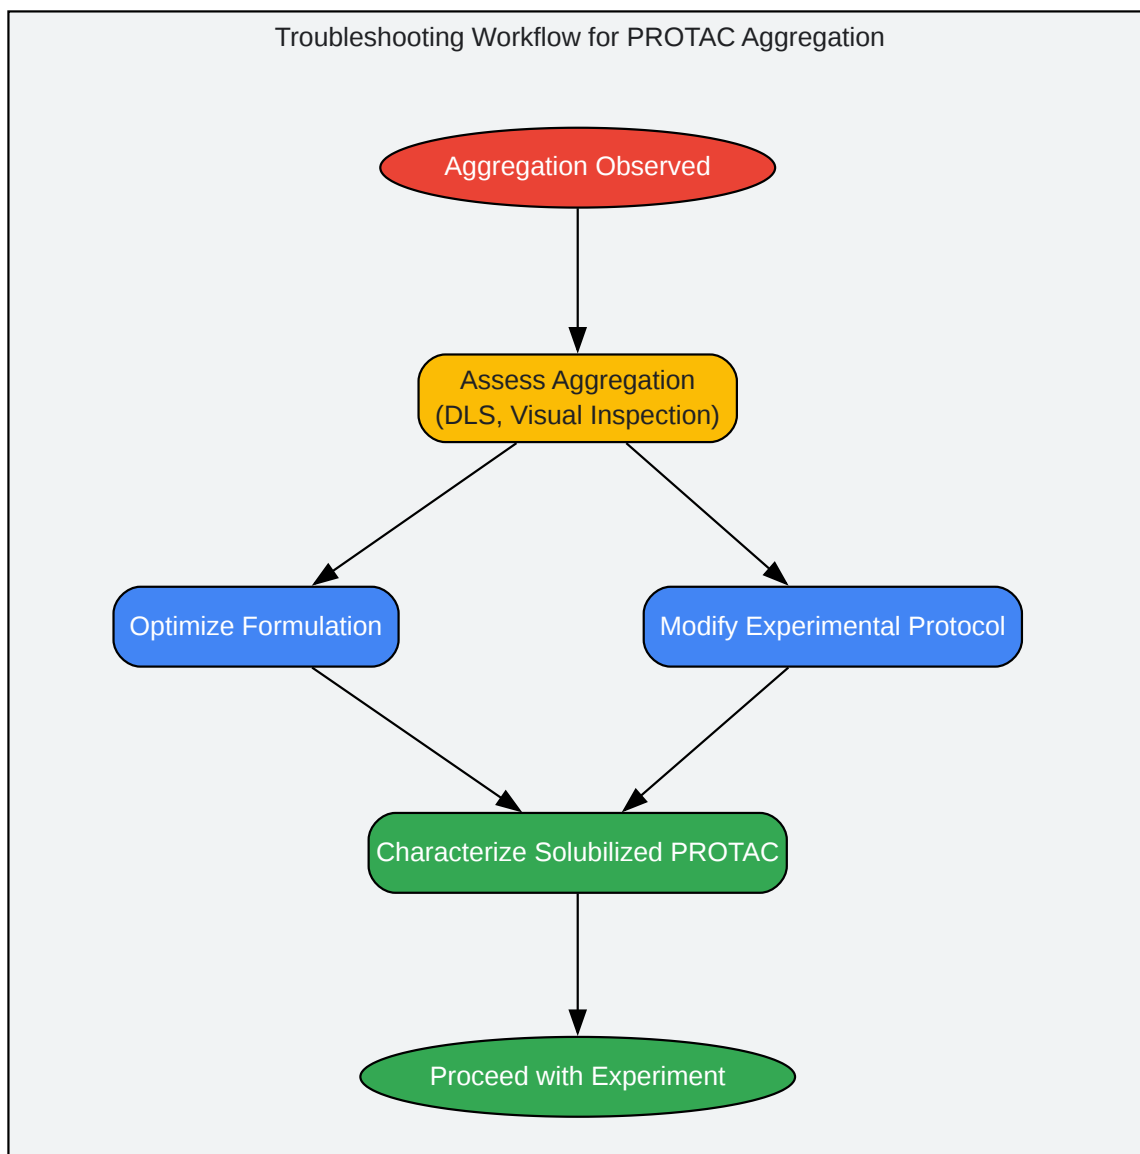 Troubleshooting Workflow for PROTAC Aggregation
Aggregation Observed
Assess Aggregation
(DLS, Visual Inspection)
Optimize Formulation
Modify Experimental Protocol
Characterize Solubilized PROTAC
Proceed with Experiment